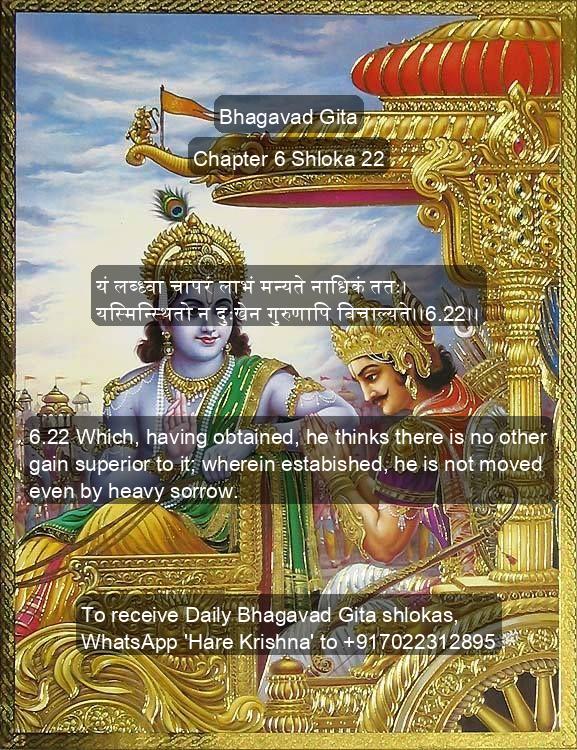 Bhagavad Gita
Chapter 6 Shloka 22
यं लब्ध्वा चापरं लाभं मन्यते नाधिकं ततः।
यस्मिन्स्थितो न दुःखेन गुरुणापि विचाल्यते।।6.22।।
6.22 Which, having obtained, he thinks there is no other
gain superior to it; wherein estabished, he is not moved
even by heavy sorrow.
To receive Daily Bhagavad Gita shlokas,
WhatsApp 'Hare Krishna' to +917022312895